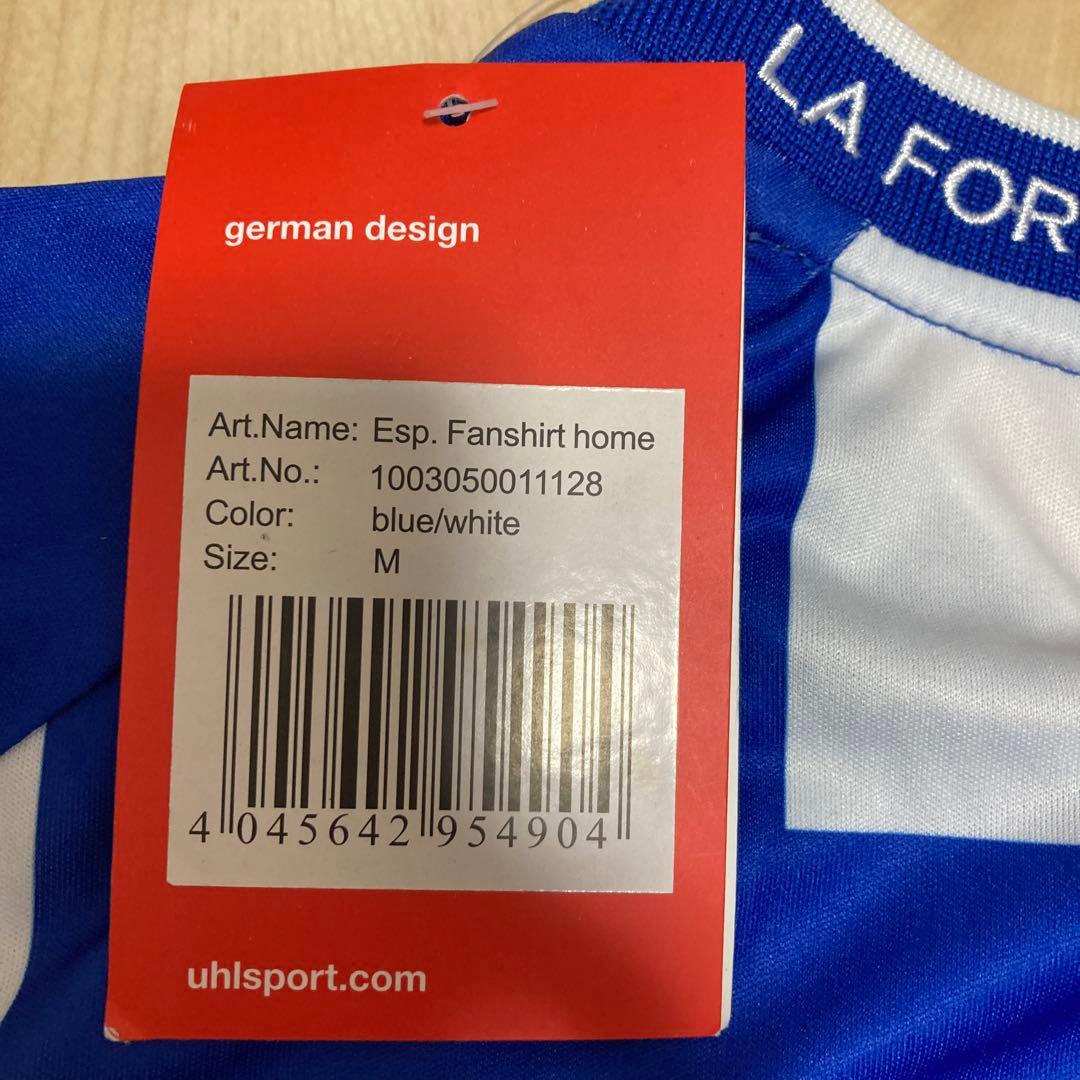 LA FOR
german design
Art.Name: Esp. Fanshirt home
Art.No.: 1003050011128
Color: blue/white
Size: M
4 045642 954904
uhlsport.com